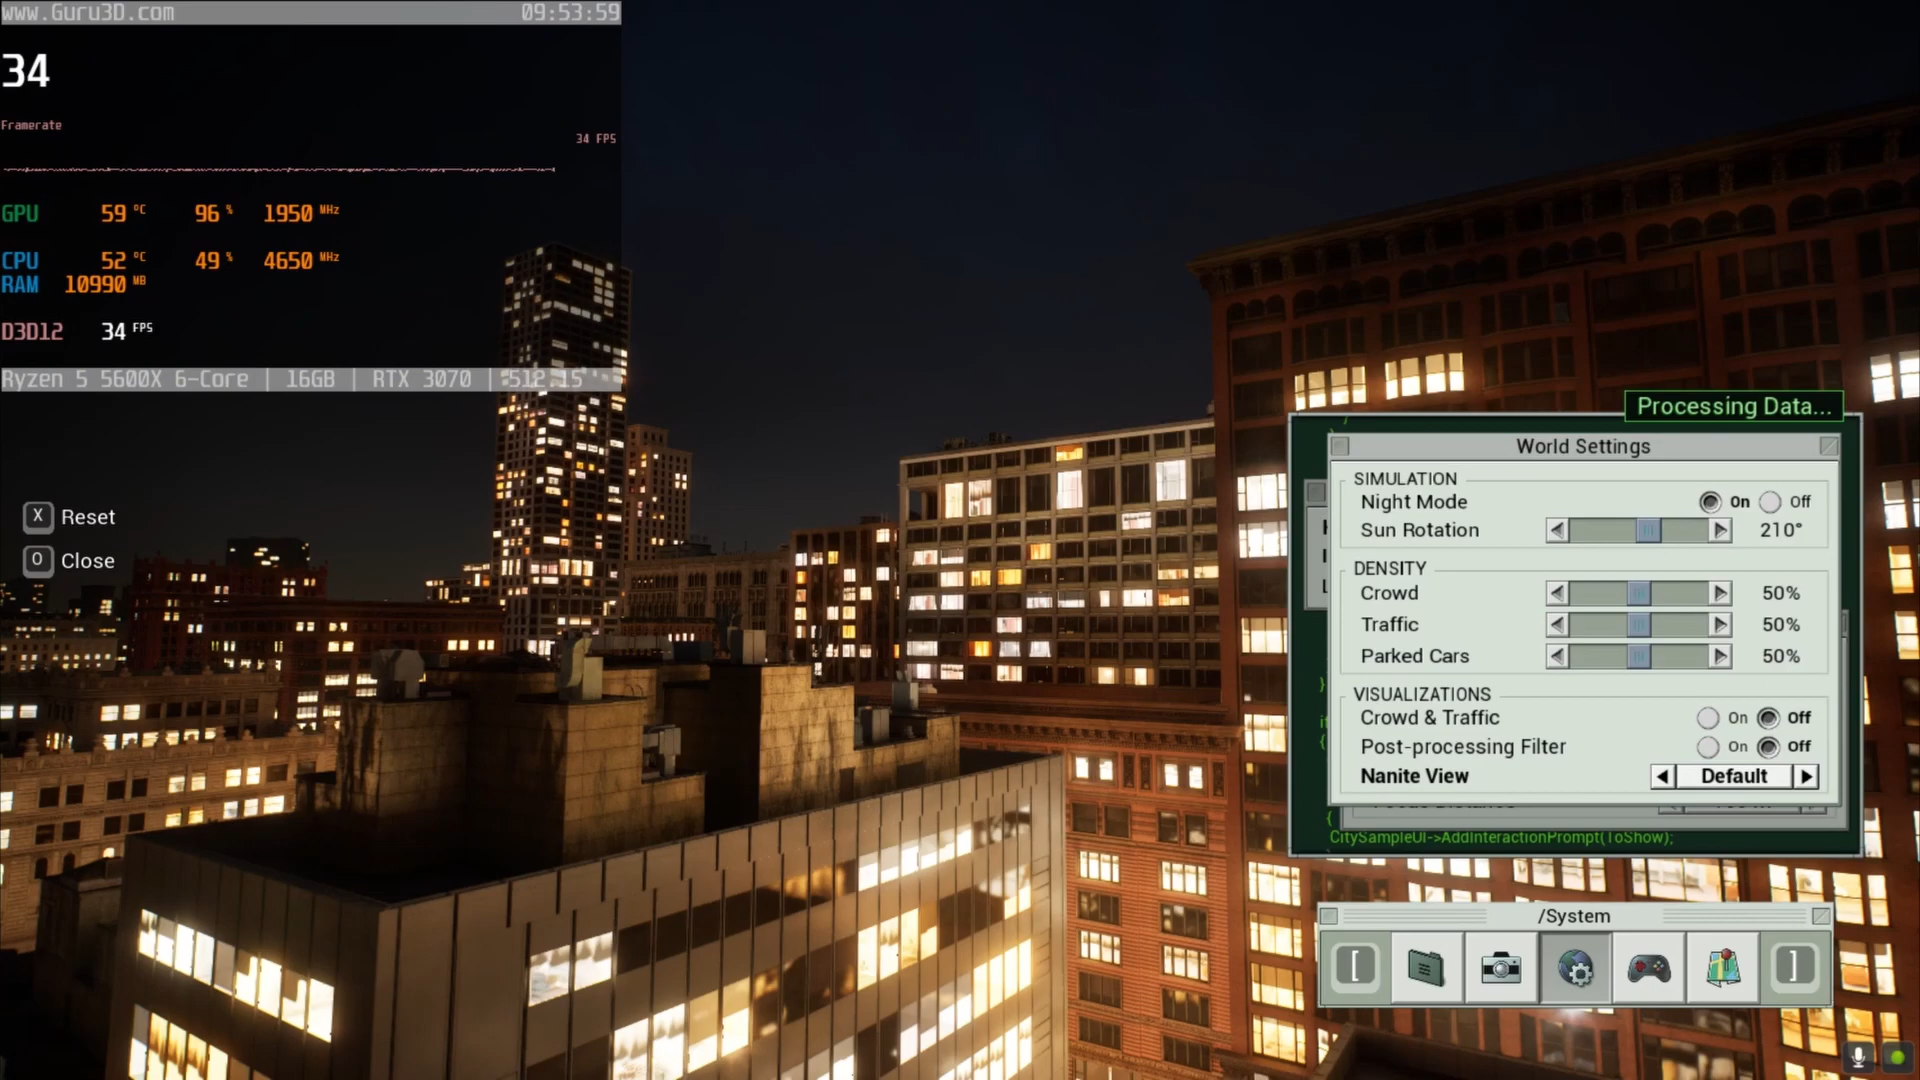 www.Guru3D.com 09:53:59
34
Framerate
34 FPS
GPU 59 °C 96 % 1950 MHz
CPU 52 °C 49 % 4650 MHz
RAM 10990 MB
D3D12 34 FPS
Ryzen 5 5600X 6-Core | 16GB | RTX 3070 | 512.15
X Reset
O Close
Processing Data...
World Settings
SIMULATION
Night Mode On Off
Sun Rotation 210°
DENSITY
Crowd 50%
Traffic 50%
Parked Cars 50%
VISUALIZATIONS
Crowd & Traffic On Off
Post-processing Filter On Off
Nanite View Default
{
CitySampleUI->AddInteractionPrompt(ToShow);
/System
[ ]